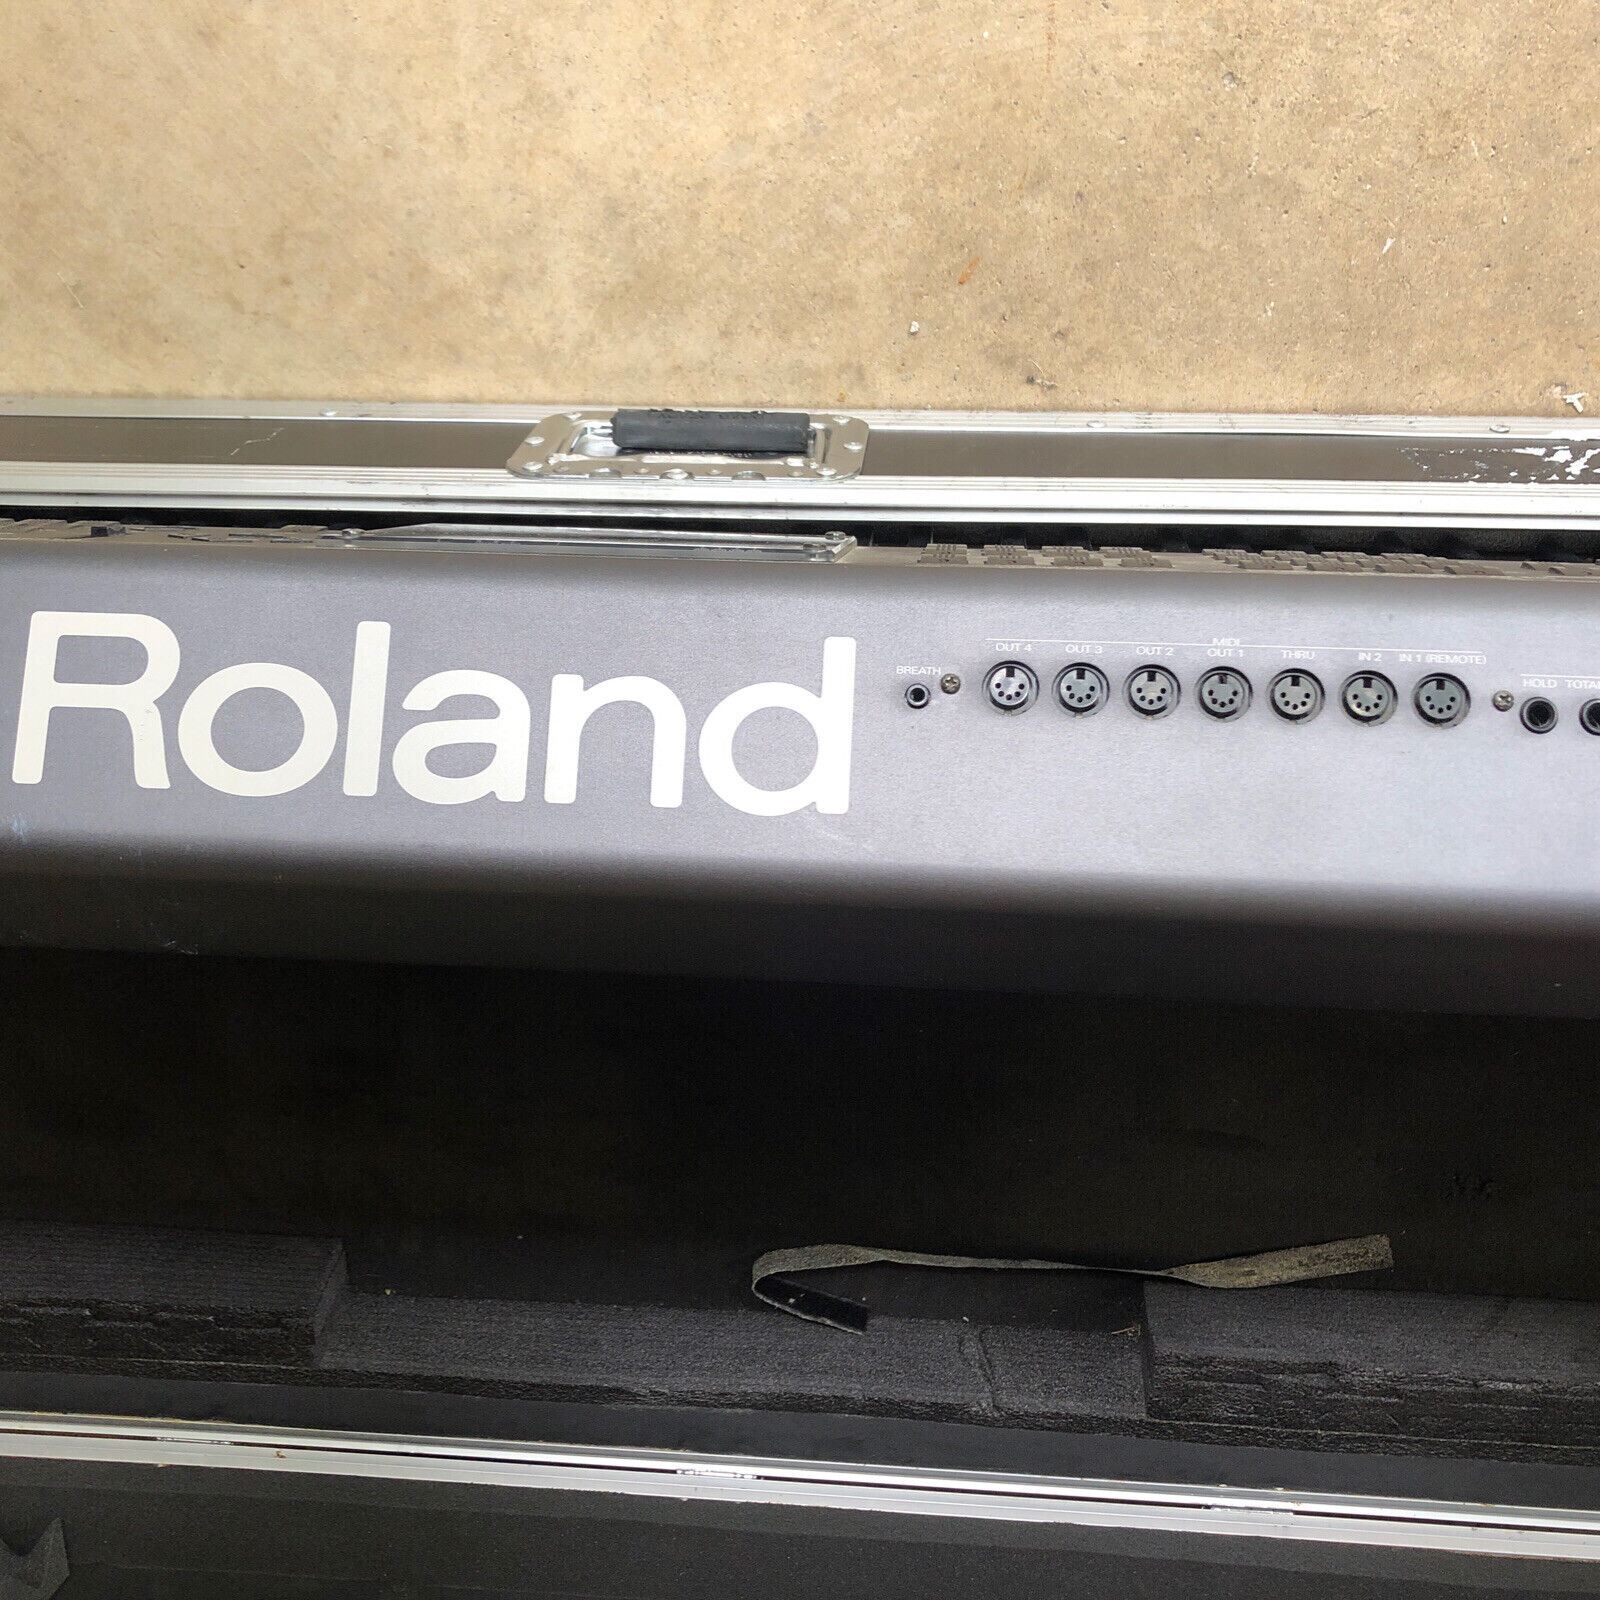 Roland
MIDI
BREATH OUT 4 OUT 3 OUT 2 OUT 1 THRU IN 2 IN 1 (REMOTE)
HOLD